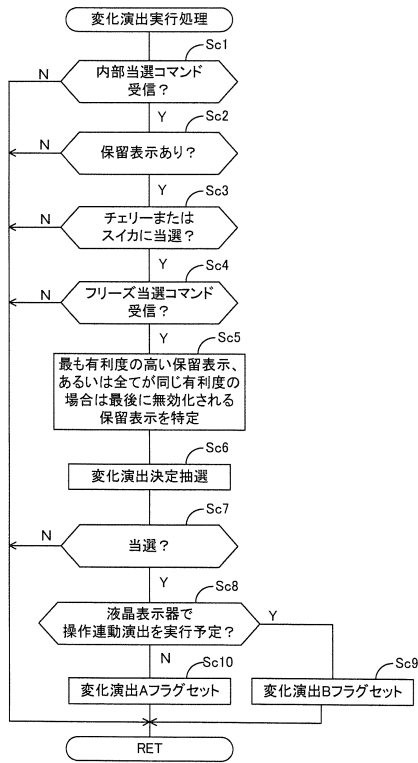 変化演出実行処理
Sc1
内部当選コマンド
受信？
N
Y
Sc2
保留表示あり？
N
Y
Sc3
チェリーまたは
スイカに当選？
N
Y
Sc4
フリーズ当選コマンド
受信？
N
Y
Sc5
最も有利度の高い保留表示、
あるいは全てが同じ有利度の
場合は最後に無効化される
保留表示を特定
Sc6
変化演出決定抽選
Sc7
当選？
N
Y
Sc8
液晶表示器で
操作連動演出を実行予定？
Y
N
Sc10
変化演出Aフラグセット
Sc9
変化演出Bフラグセット
RET